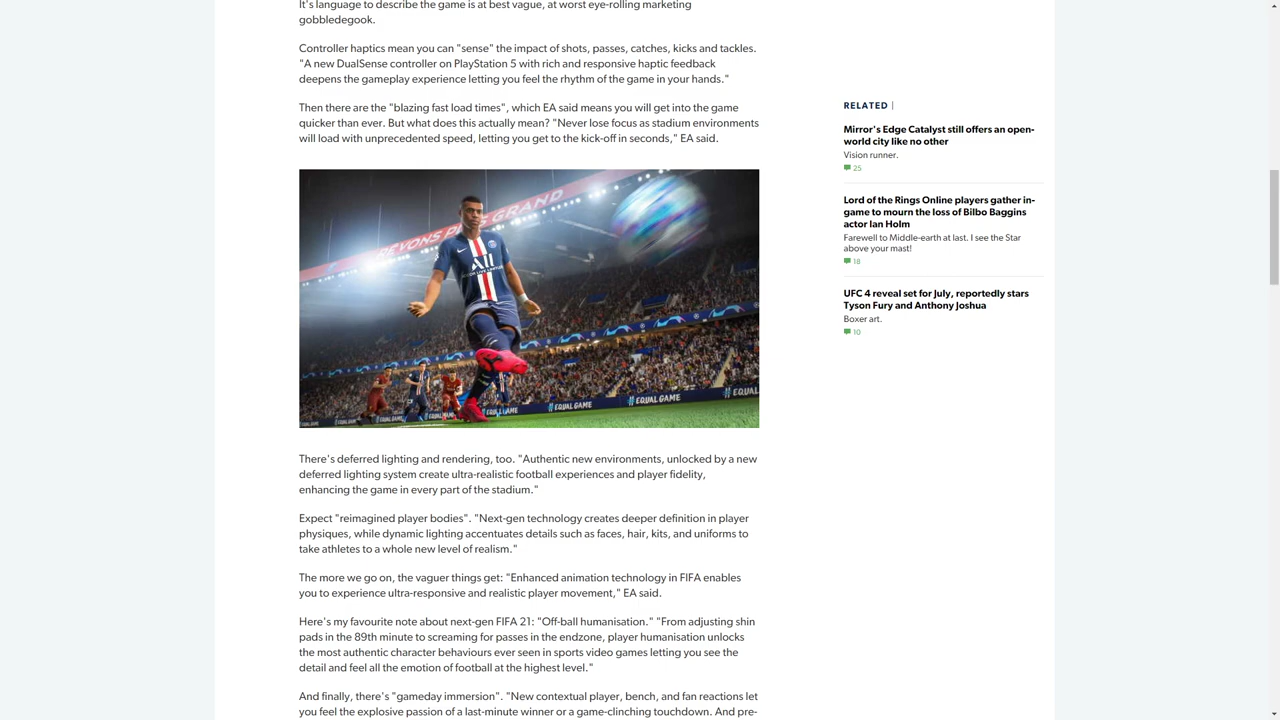 It's language to describe the game is at best vague, at worst eye-rolling marketing
gobbledegook.
Controller haptics mean you can "sense" the impact of shots, passes, catches, kicks and tackles.
"A new DualSense controller on PlayStation 5 with rich and responsive haptic feedback
deepens the gameplay experience letting you feel the rhythm of the game in your hands."
Then there are the "blazing fast load times", which EA said means you will get into the game
quicker than ever. But what does this actually mean? "Never lose focus as stadium environments
will load with unprecedented speed, letting you get to the kick-off in seconds," EA said.
#EQUAL GAME
#EQUAL GAME
#EQUAL
There's deferred lighting and rendering, too. "Authentic new environments, unlocked by a new
deferred lighting system create ultra-realistic football experiences and player fidelity,
enhancing the game in every part of the stadium."
Expect "reimagined player bodies". "Next-gen technology creates deeper definition in player
physiques, while dynamic lighting accentuates details such as faces, hair, kits, and uniforms to
take athletes to a whole new level of realism."
The more we go on, the vaguer things get: "Enhanced animation technology in FIFA enables
you to experience ultra-responsive and realistic player movement," EA said.
Here's my favourite note about next-gen FIFA 21: "Off-ball humanisation." "From adjusting shin
pads in the 89th minute to screaming for passes in the endzone, player humanisation unlocks
the most authentic character behaviours ever seen in sports video games letting you see the
detail and feel all the emotion of football at the highest level."
And finally, there's "gameday immersion". "New contextual player, bench, and fan reactions let
you feel the explosive passion of a last-minute winner or a game-clinching touchdown. And pre-
RELATED |
Mirror's Edge Catalyst still offers an open-
world city like no other
Vision runner.
25
Lord of the Rings Online players gather in-
game to mourn the loss of Bilbo Baggins
actor Ian Holm
Farewell to Middle-earth at last. I see the Star
above your mast!
18
UFC 4 reveal set for July, reportedly stars
Tyson Fury and Anthony Joshua
Boxer art.
10